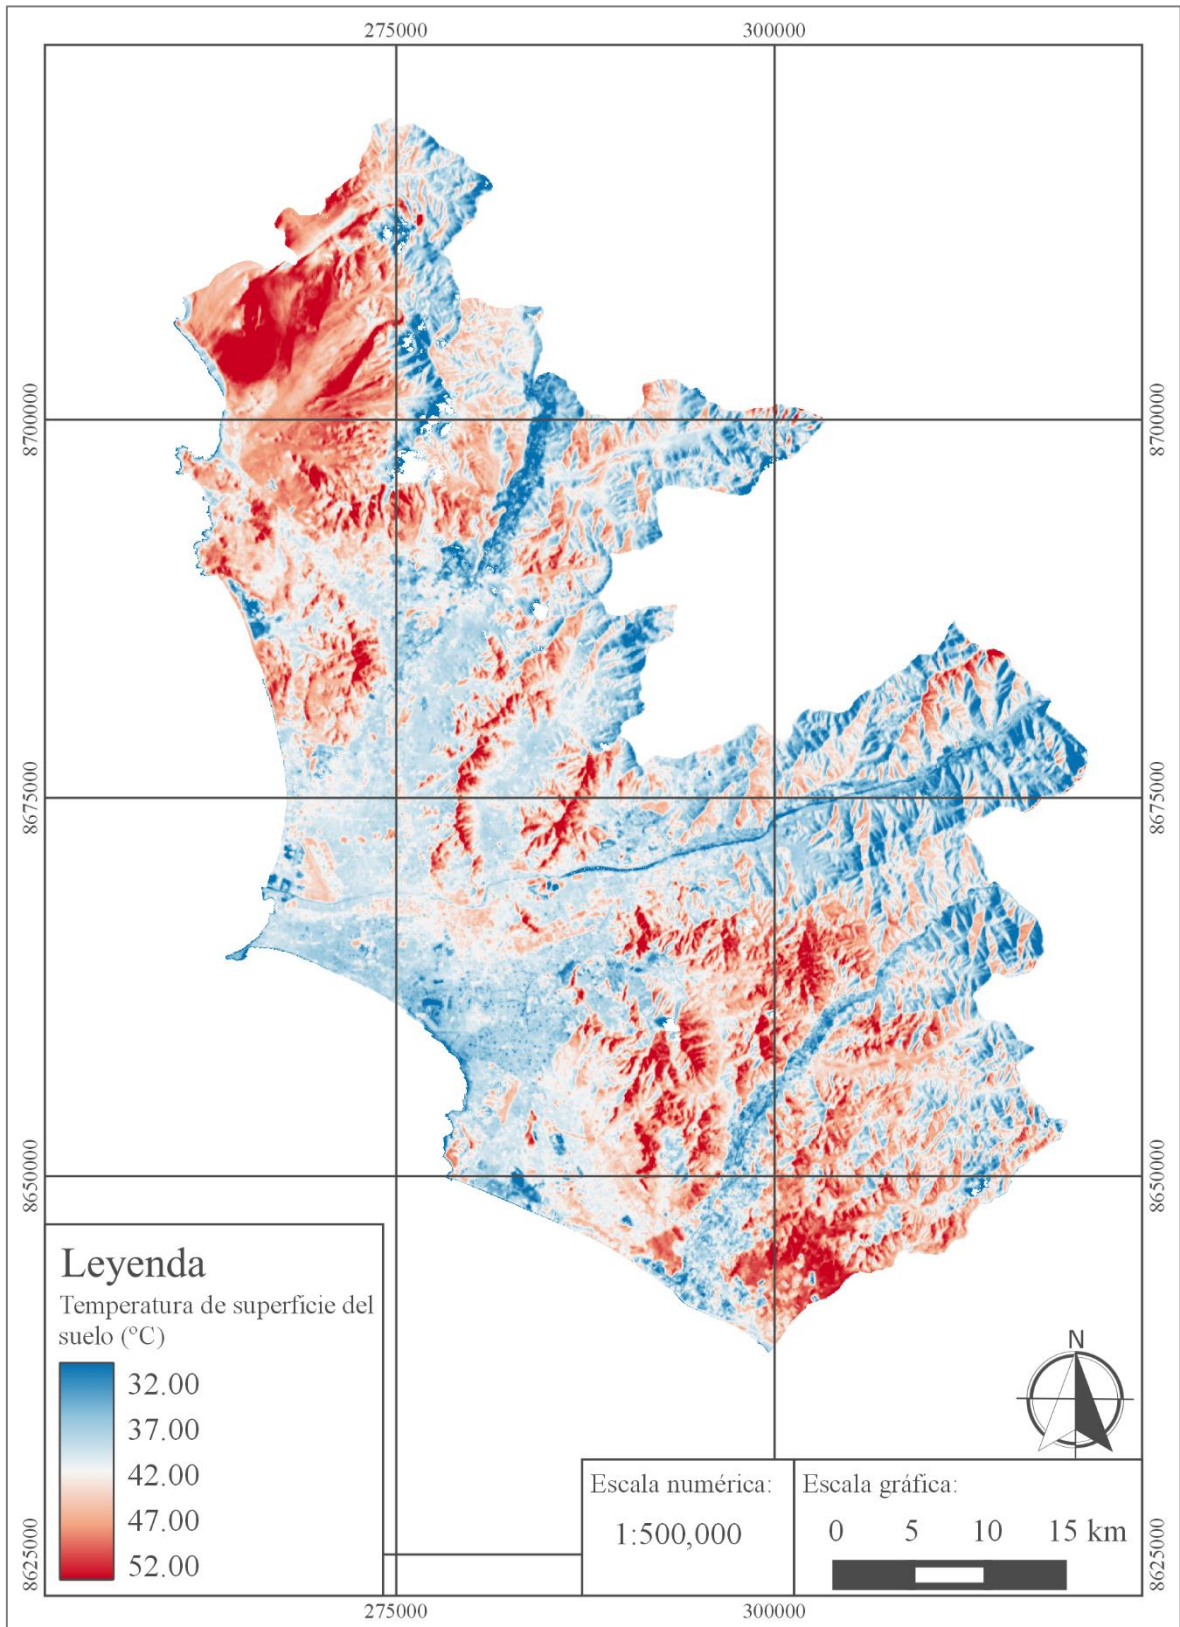 275000 300000
8700000 8700000
8675000 8675000
8650000 8650000
Leyenda
Temperatura de superficie del
suelo (°C)
32.00
37.00
42.00
47.00
52.00
N
Escala numérica:
1:500,000
Escala gráfica:
0 5 10 15 km
8625000 8625000
275000 300000